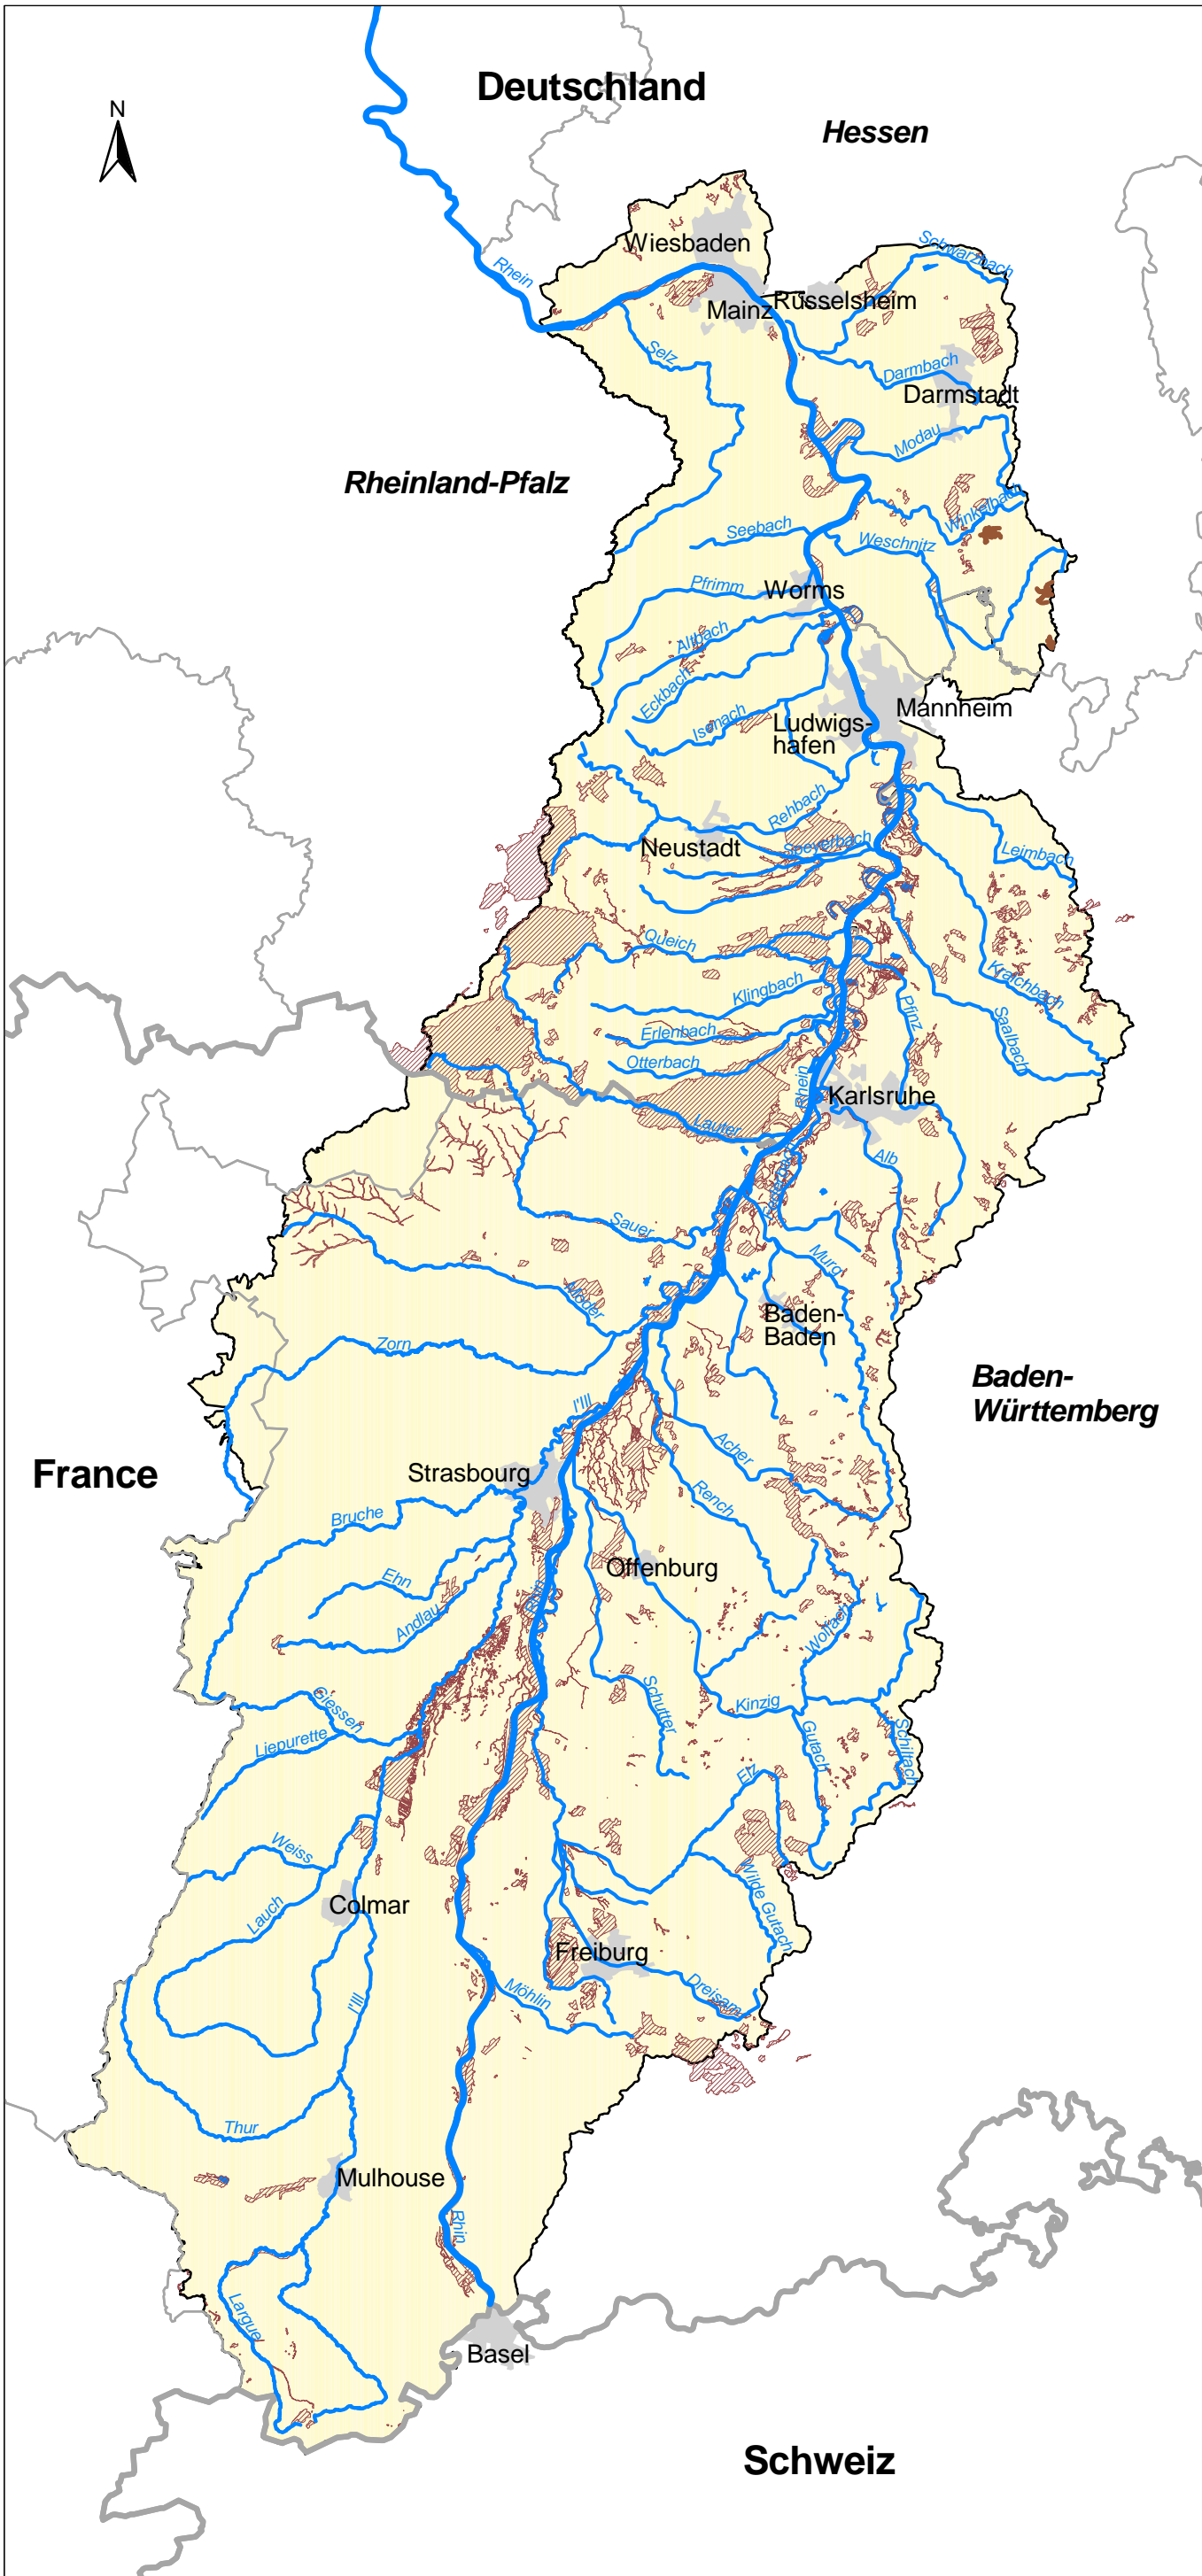 Deutschland
N
Hessen
Wiesbaden
Schwarzbach
Rhein
Rüsselsheim
Mainz
Selz
Darmbach
Darmstadt
Modau
Rheinland-Pfalz
Winkelbach
Seebach
Weschnitz
Pfrimm
Worms
Altbach
Eckbach
Isenach
Mannheim
Ludwigs-
hafen
Rehbach
Neustadt
Speyerbach
Leimbach
Queich
Klingbach
Kraichbach
Pfinz
Saalbach
Erlenbach
Otterbach
Rhein
Karlsruhe
Lauter
Alb
Sauer
Murg
Moder
Baden-
Baden
Zorn
Baden-
Württemberg
l'Ill
Acher
France
Strasbourg
Rench
Bruche
Offenburg
Ehn
Rhin
Andlau
Wolfach
Schutter
Giessen
Kinzig
Liepurette
Gutach
Schiltach
Elz
Weiss
Wilde Gutach
Lauch
Colmar
Freiburg
Möhlin
Dreisam
l'Ill
Thur
Mulhouse
Rhin
Largue
Basel
Schweiz